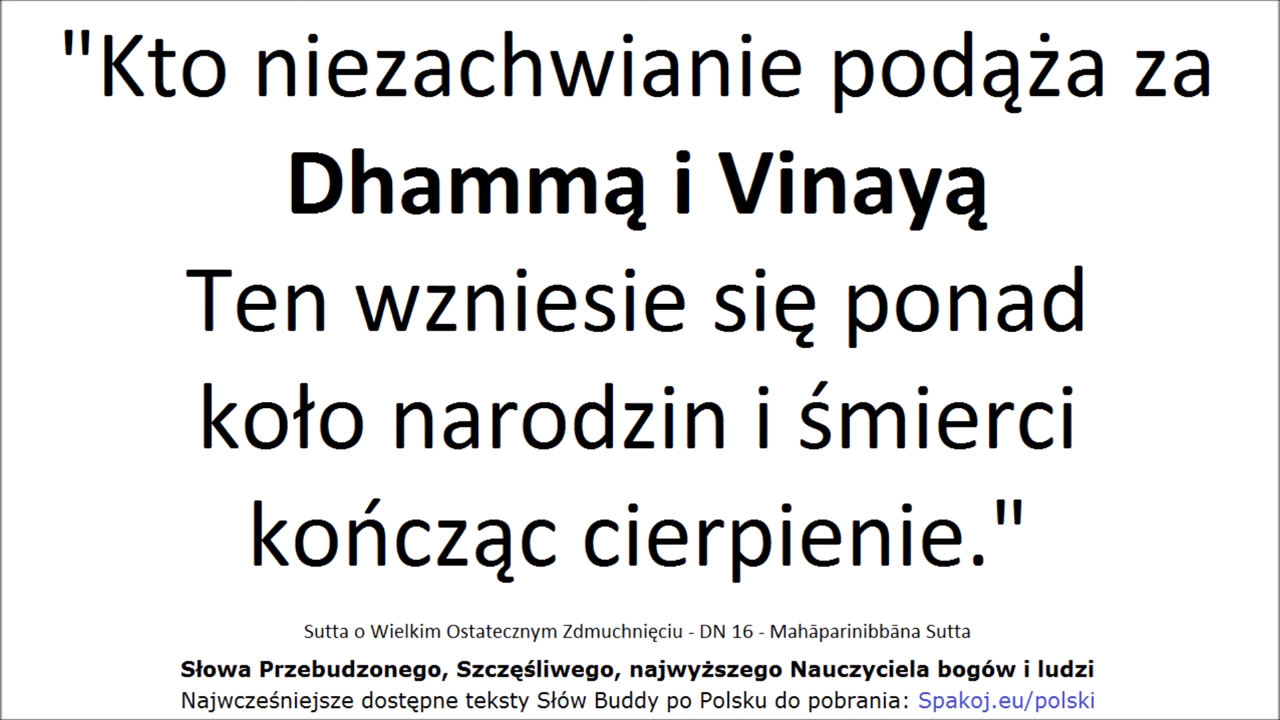 "Kto niezachwianie podąża za
Dhammą i Vinayą
Ten wzniesie się ponad
koło narodzin i śmierci
kończąc cierpienie."
Sutta o Wielkim Ostatecznym Zdmuchnięciu - DN 16 - Mahāparinibbāna Sutta
Słowa Przebudzonego, Szczęśliwego, najwyższego Nauczyciela bogów i ludzi
Najwcześniejsze dostępne teksty Słów Buddy po Polsku do pobrania: Spakoj.eu/polski